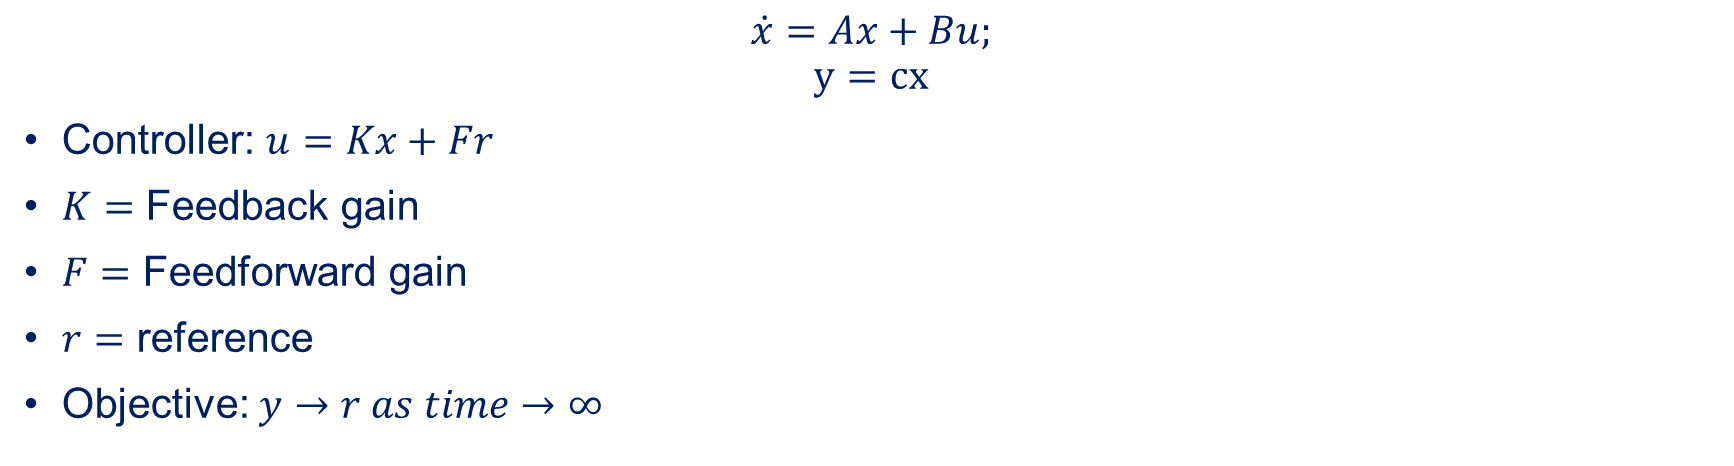 ẋ = Ax + Bu;
y = cx
• Controller: u = Kx + Fr
• K = Feedback gain
• F = Feedforward gain
• r = reference
• Objective: y → r as time → ∞